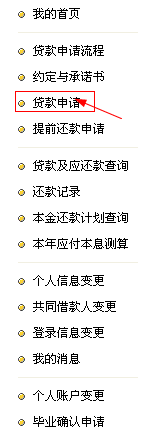 我的首页
贷款申请流程
约定与承诺书
贷款申请
提前还款申请
贷款及应还款查询
还款记录
本金还款计划查询
本年应付本息测算
个人信息变更
共同借款人变更
登录信息变更
我的消息
个人账户变更
毕业确认申请